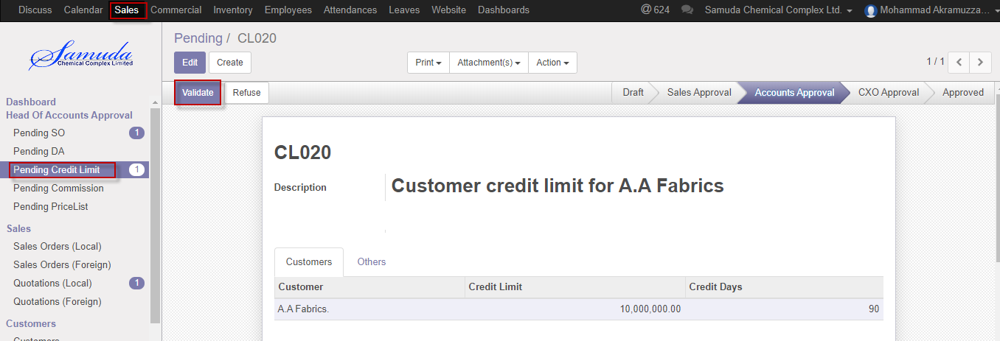 Discuss Calendar Sales Commercial Inventory Employees Attendances Leaves Website Dashboards @ 624 Samuda Chemical Complex Ltd. Mohammad Akramuzza...
Samuda
Chemical Complex Limited
Pending / CL020
Edit Create Print Attachment(s) Action 1 / 1
Validate Refuse Draft Sales Approval Accounts Approval CXO Approval Approved
Dashboard
Head Of Accounts Approval
Pending SO 1
Pending DA
Pending Credit Limit 1
Pending Commission
Pending PriceList
Sales
Sales Orders (Local)
Sales Orders (Foreign)
Quotations (Local) 1
Quotations (Foreign)
Customers
CL020
Description Customer credit limit for A.A Fabrics
Customers Others
Customer Credit Limit Credit Days
A.A Fabrics. 10,000,000.00 90